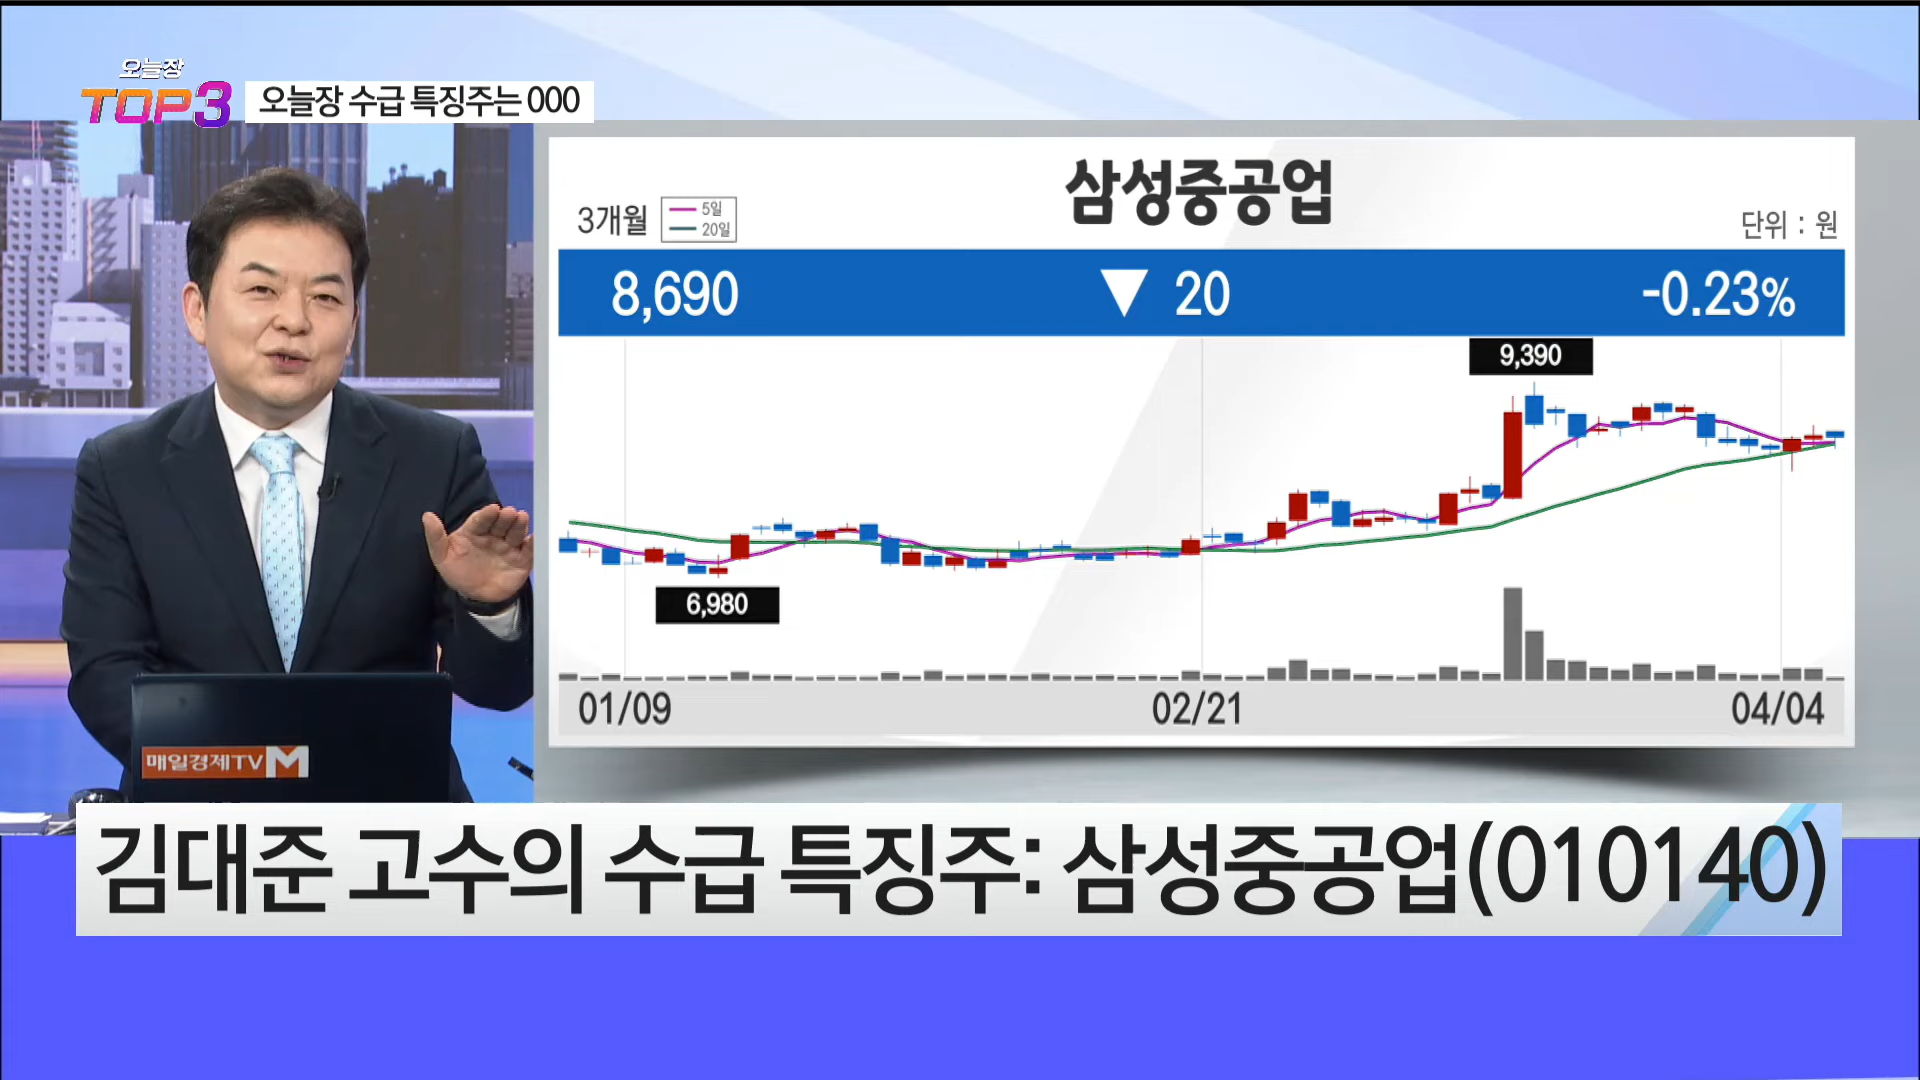 오늘장
TOP3
오늘장 수급 특징주는 000
삼성중공업
3개월
5일
20일
단위 : 원
8,690 ▼ 20 -0.23%
9,390
6,980
01/09 02/21 04/04
매일경제TV M
김대준 고수의 수급 특징주: 삼성중공업(010140)